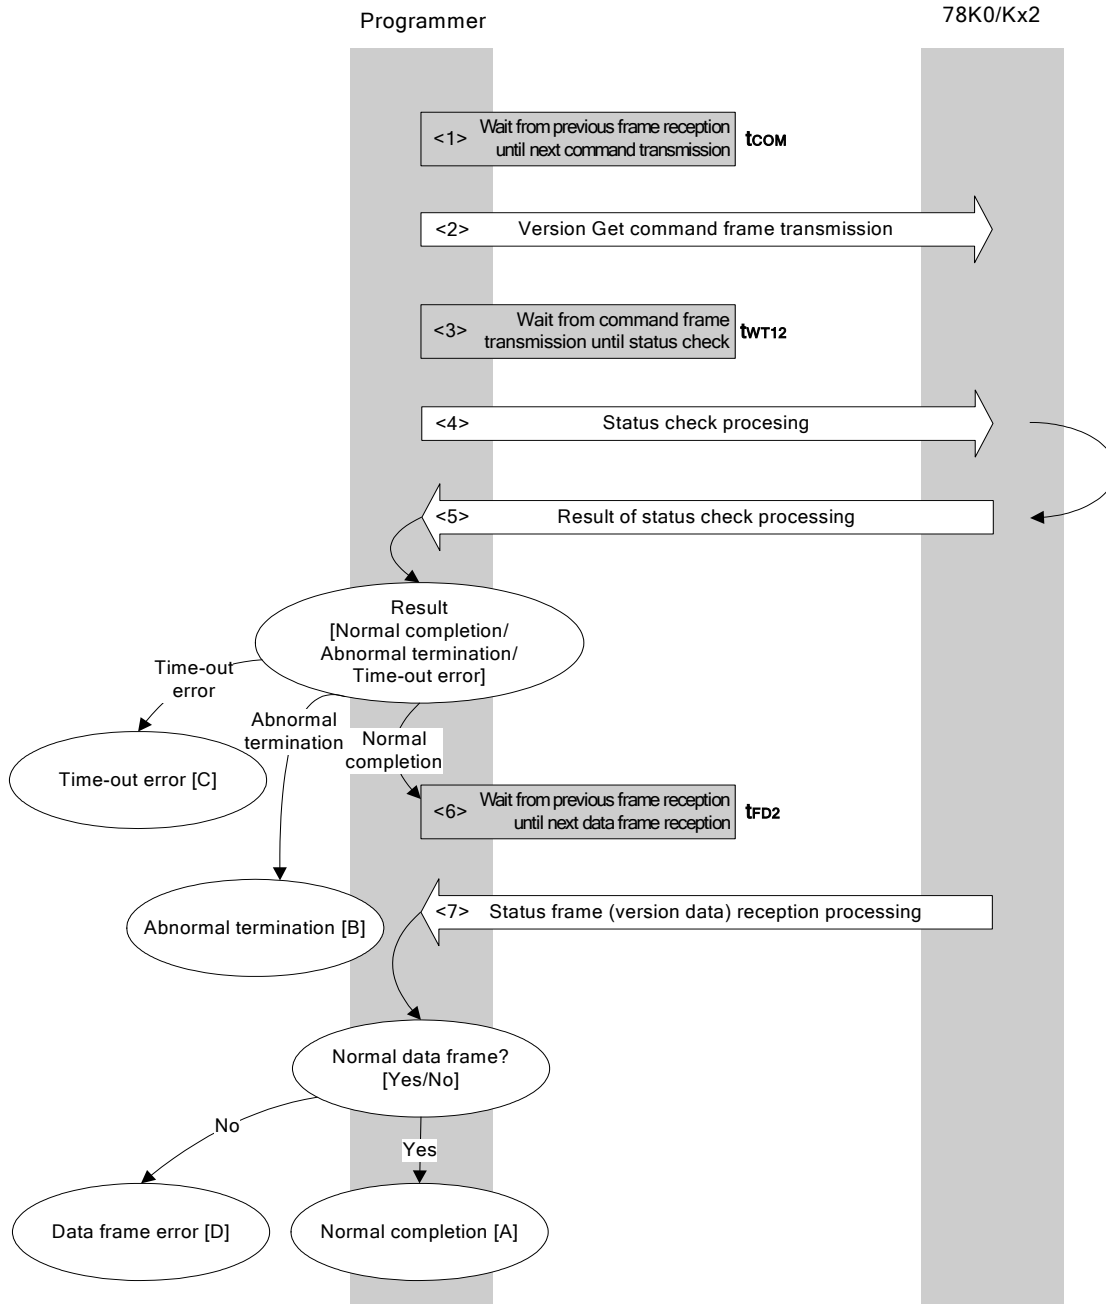 Programmer
78K0/Kx2
<1> Wait from previous frame reception
until next command transmission
tCOM
<2> Version Get command frame transmission
<3> Wait from command frame
transmission until status check
tWT12
<4> Status check procesing
<5> Result of status check processing
Result
[Normal completion/
Abnormal termination/
Time-out error]
Time-out
error
Abnormal
termination
Normal
completion
Time-out error [C]
<6> Wait from previous frame reception
until next data frame reception
tFD2
Abnormal termination [B]
<7> Status frame (version data) reception processing
Normal data frame?
[Yes/No]
No
Yes
Data frame error [D]
Normal completion [A]